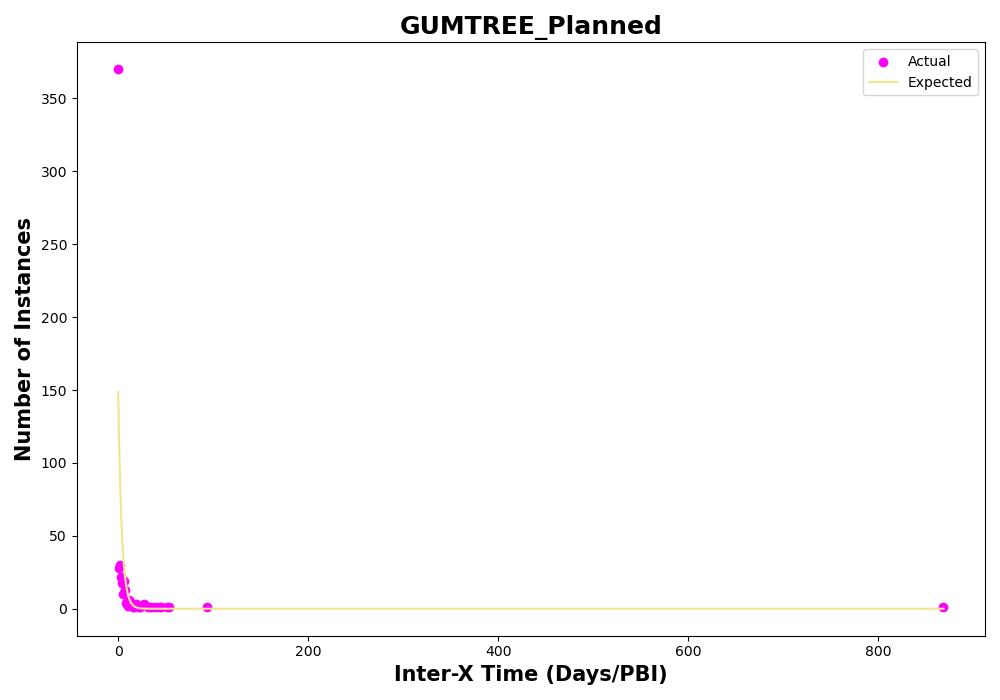 GUMTREE_Planned
Actual
Expected
Number of Instances
350
300
250
200
150
100
50
0
0
200
400
600
800
Inter-X Time (Days/PBI)